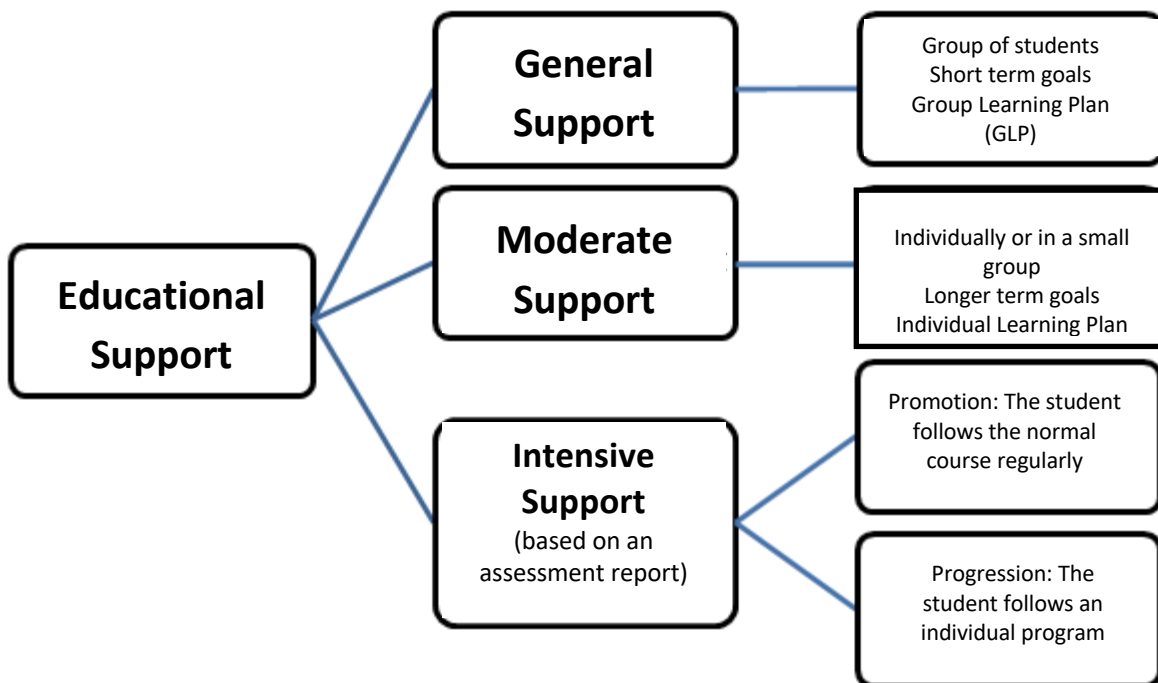 Educational
Support
General
Support
Group of students
Short term goals
Group Learning Plan
(GLP)
Moderate
Support
Individually or in a small
group
Longer term goals
Individual Learning Plan
Intensive
Support
(based on an
assessment report)
Promotion: The student
follows the normal
course regularly
Progression: The
student follows an
individual program